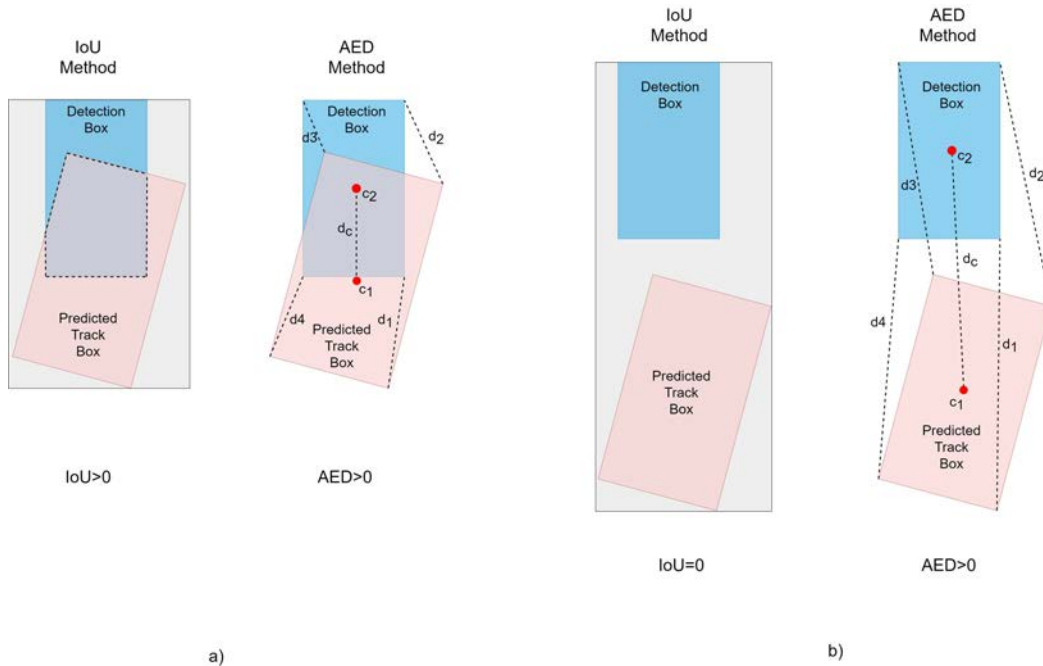 IoU
Method
Detection
Box
Predicted
Track
Box
IoU>0
AED
Method
Detection
Box
d3
d2
c2
dc
c1
d4
d1
Predicted
Track
Box
AED>0
a)
IoU
Method
Detection
Box
Predicted
Track
Box
IoU=0
AED
Method
Detection
Box
c2
d3
d2
dc
d4
d1
c1
Predicted
Track
Box
AED>0
b)